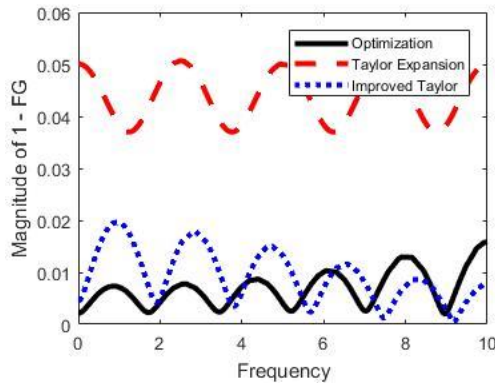 0.06
0.05
0.04
0.03
0.02
0.01
0
Magnitude of 1 - FG
Optimization
Taylor Expansion
Improved Taylor
0 2 4 6 8 10
Frequency